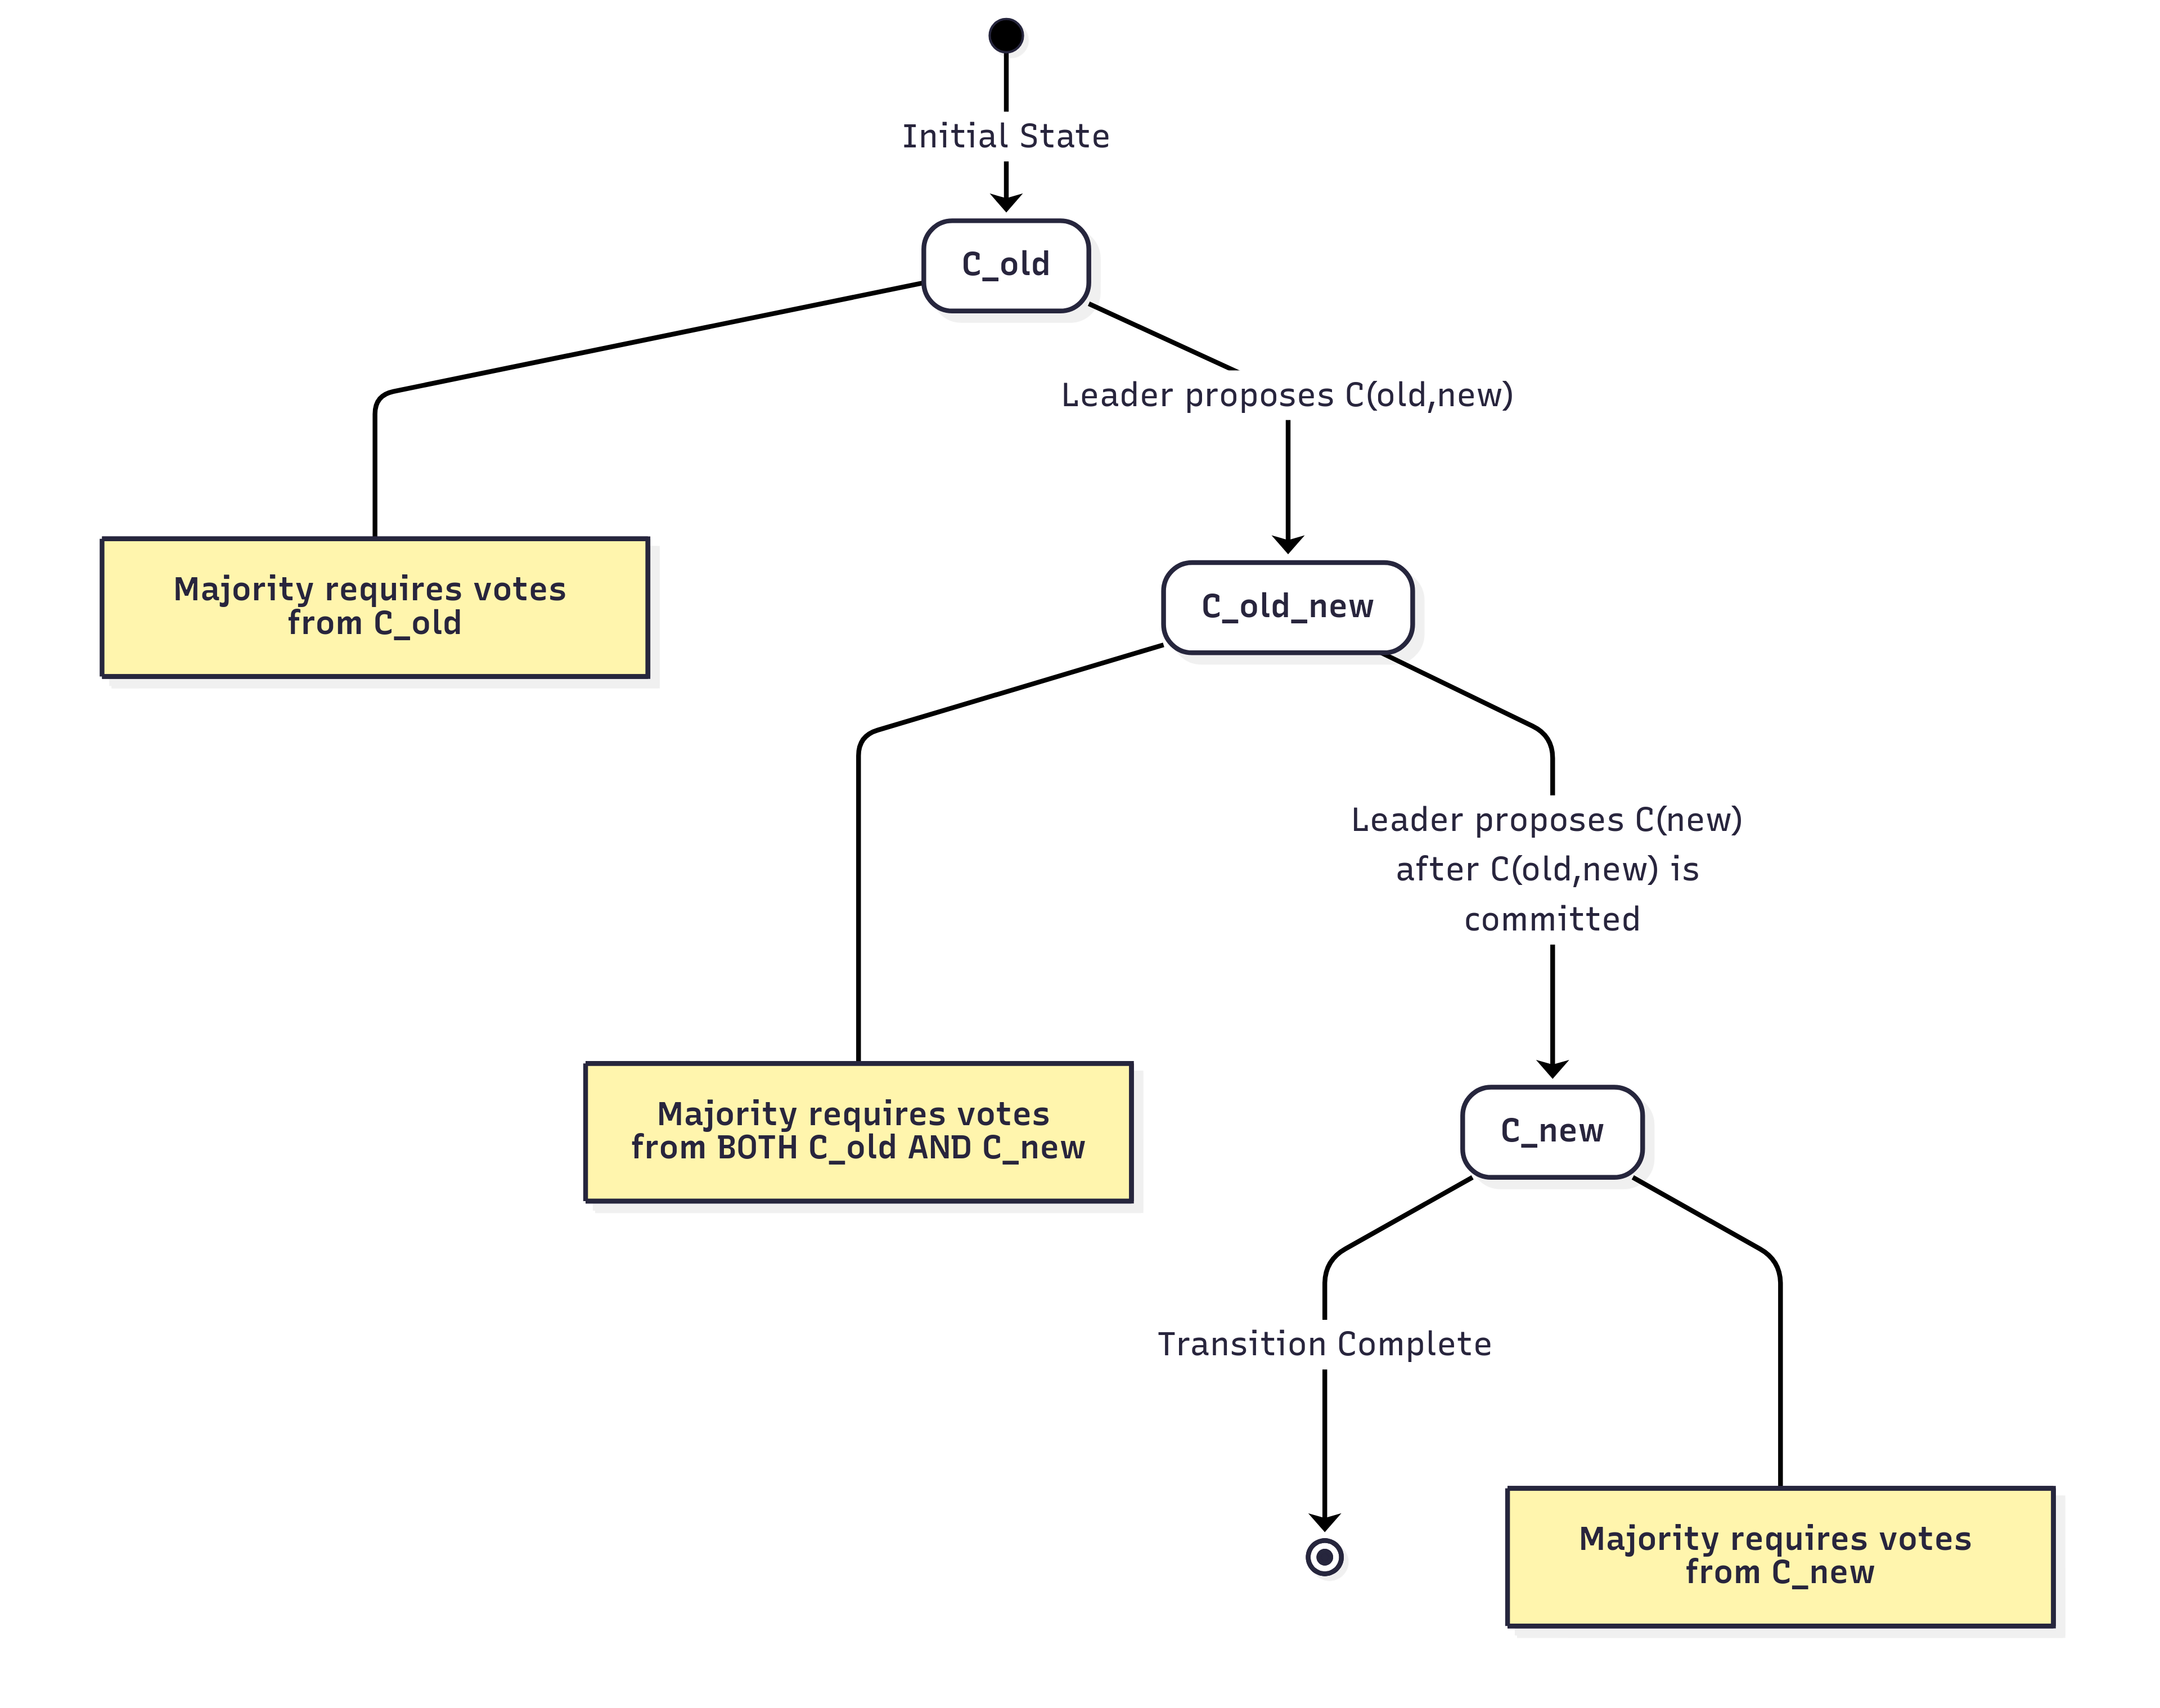 Initial State
C_old
Leader proposes C(old,new)
Majority requires votes
from C_old
C_old_new
Leader proposes C(new)
after C(old,new) is
committed
Majority requires votes
from BOTH C_old AND C_new
C_new
Transition Complete
Majority requires votes
from C_new